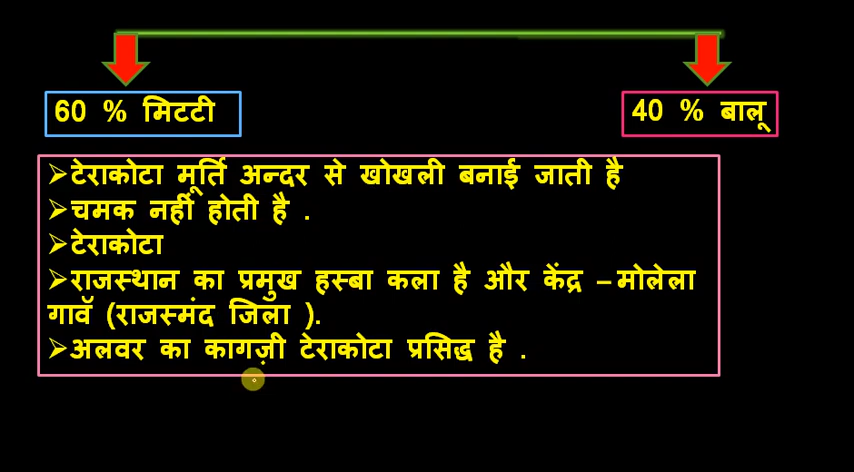 60 % मिटटी
40 % बालू
➢टेराकोटा मूर्ति अन्दर से खोखली बनाई जाती है
➢चमक नहीं होती है .
➢टेराकोटा
➢राजस्थान का प्रमुख हस्बा कला है और केंद्र –मोलेला
गावॅ (राजस्मंद जिला ).
➢अलवर का कागज़ी टेराकोटा प्रसिद्ध है .